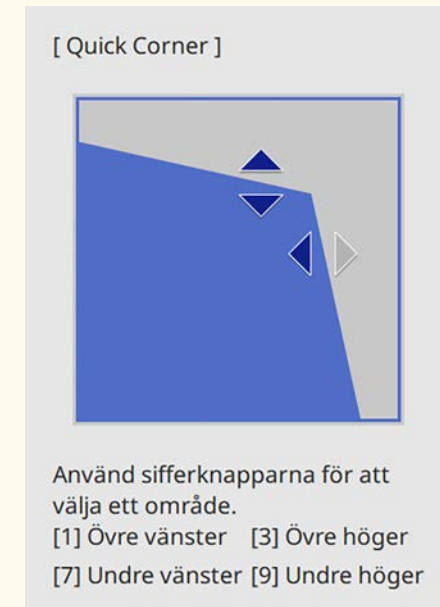 [ Quick Corner ]
Använd sifferknapparna för att
välja ett område.
[1] Övre vänster [3] Övre höger
[7] Undre vänster [9] Undre höger